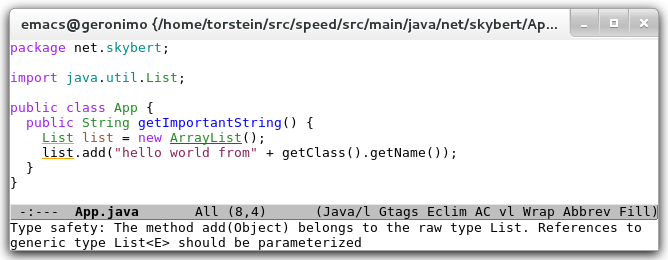 emacs@geronimo {/home/torstein/src/speed/src/main/java/net/skybert/Ap...
package net.skybert;
import java.util.List;
public class App {
  public String getImportantString() {
    List list = new ArrayList();
    list.add("hello world from" + getClass().getName());
  }
}
-:---  App.java       All (8,4)      (Java/l Gtags Eclim AC vl Wrap Abbrev Fill)
Type safety: The method add(Object) belongs to the raw type List. References to
generic type List<E> should be parameterized